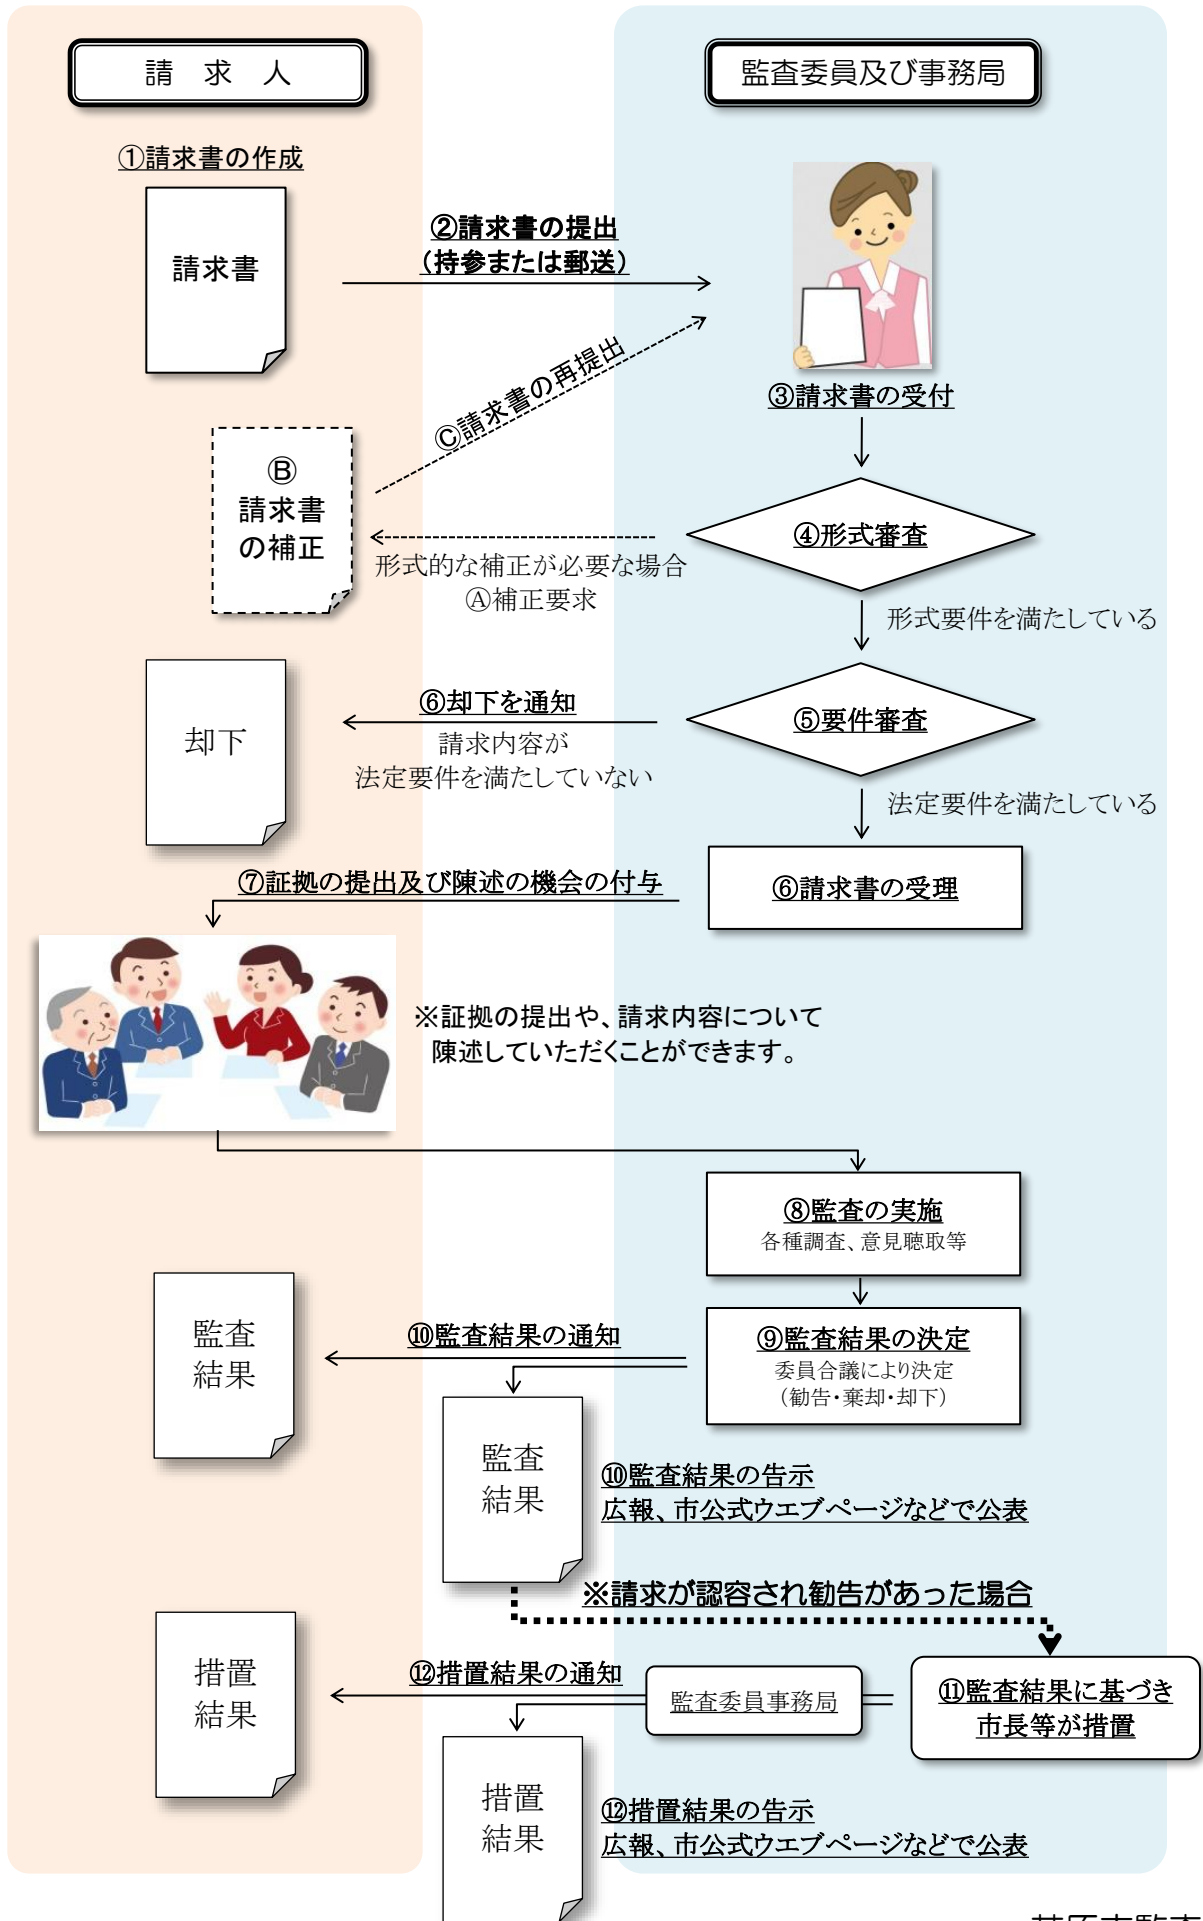 請　求　人
監査委員及び事務局
①請求書の作成
請求書
②請求書の提出
（持参または郵送）
③請求書の受付
Ⓒ請求書の再提出
Ⓑ
請求書
の補正
④形式審査
形式的な補正が必要な場合
Ⓐ補正要求
形式要件を満たしている
⑤要件審査
⑥却下を通知
請求内容が
法定要件を満たしていない
却下
法定要件を満たしている
⑥請求書の受理
⑦証拠の提出及び陳述の機会の付与
※証拠の提出や、請求内容について
陳述していただくことができます。
⑧監査の実施
各種調査、意見聴取等
⑨監査結果の決定
委員合議により決定
（勧告・棄却・却下）
⑩監査結果の通知
監査
結果
監査
結果
⑩監査結果の告示
広報、市公式ウエブページなどで公表
※請求が認容され勧告があった場合
⑪監査結果に基づき
市長等が措置
監査委員事務局
⑫措置結果の通知
措置
結果
措置
結果
⑫措置結果の告示
広報、市公式ウエブページなどで公表